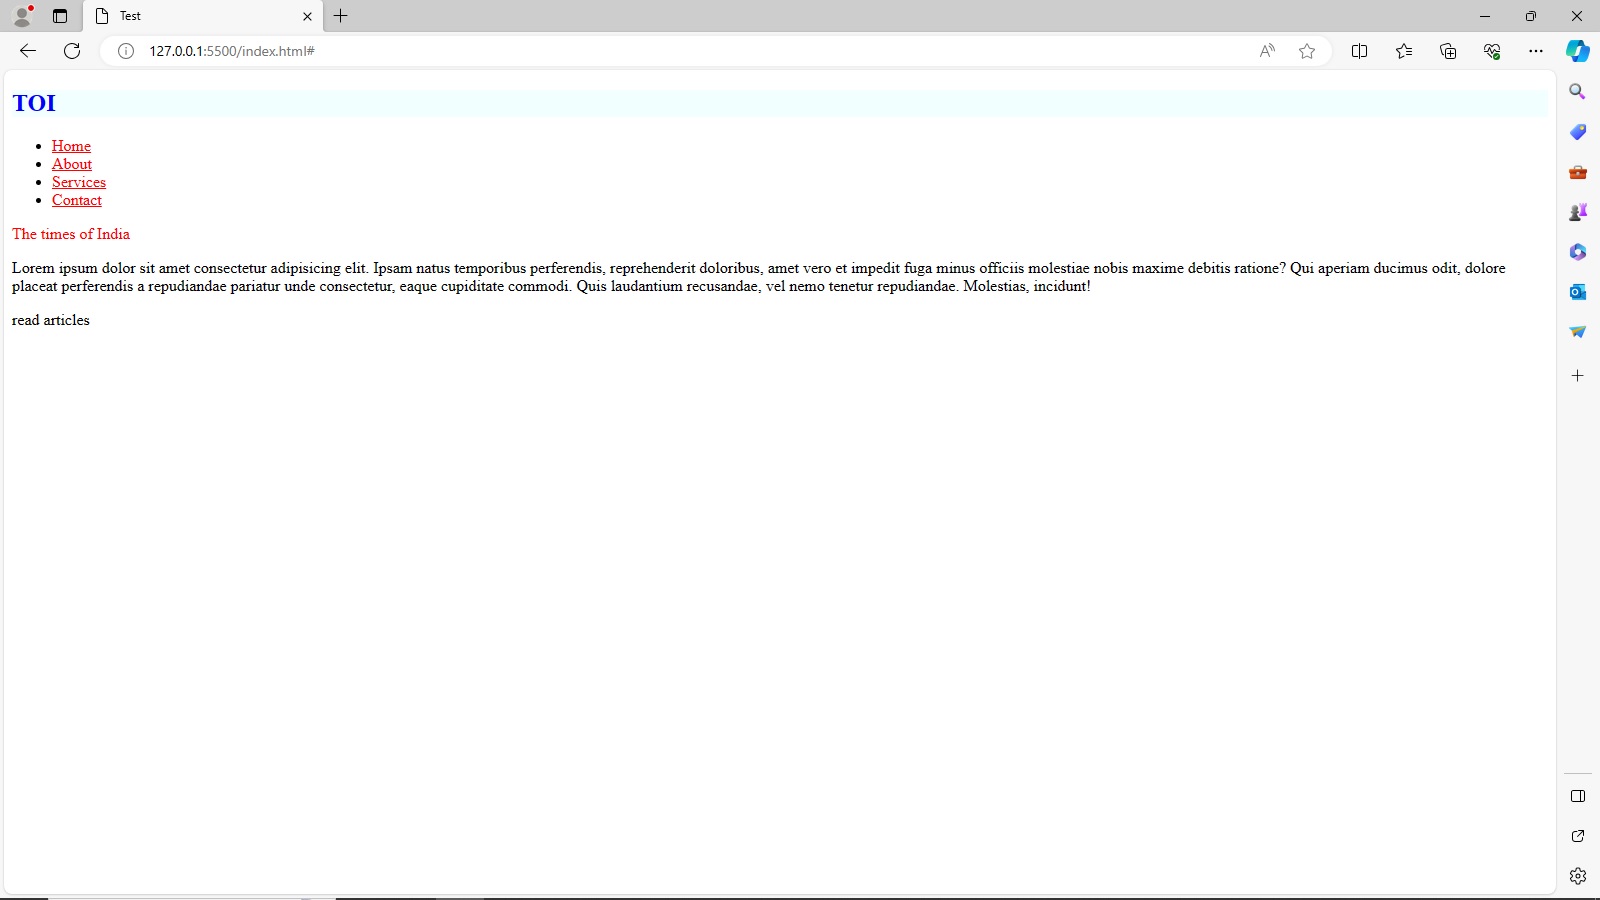 Test
127.0.0.1:5500/index.html#
TOI
Home
About
Services
Contact
The times of India
Lorem ipsum dolor sit amet consectetur adipisicing elit. Ipsam natus temporibus perferendis, reprehenderit doloribus, amet vero et impedit fuga minus officiis molestiae nobis maxime debitis ratione? Qui aperiam ducimus odit, dolore
placeat perferendis a repudiandae pariatur unde consectetur, eaque cupiditate commodi. Quis laudantium recusandae, vel nemo tenetur repudiandae. Molestias, incidunt!
read articles